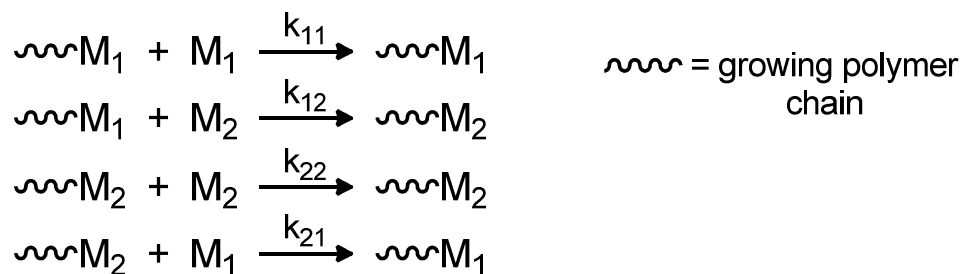 k₁₁
M₁ + M₁ M₁
= growing polymer
chain
k₁₂
M₁ + M₂ M₂
k₂₂
M₂ + M₂ M₂
k₂₁
M₂ + M₁ M₁